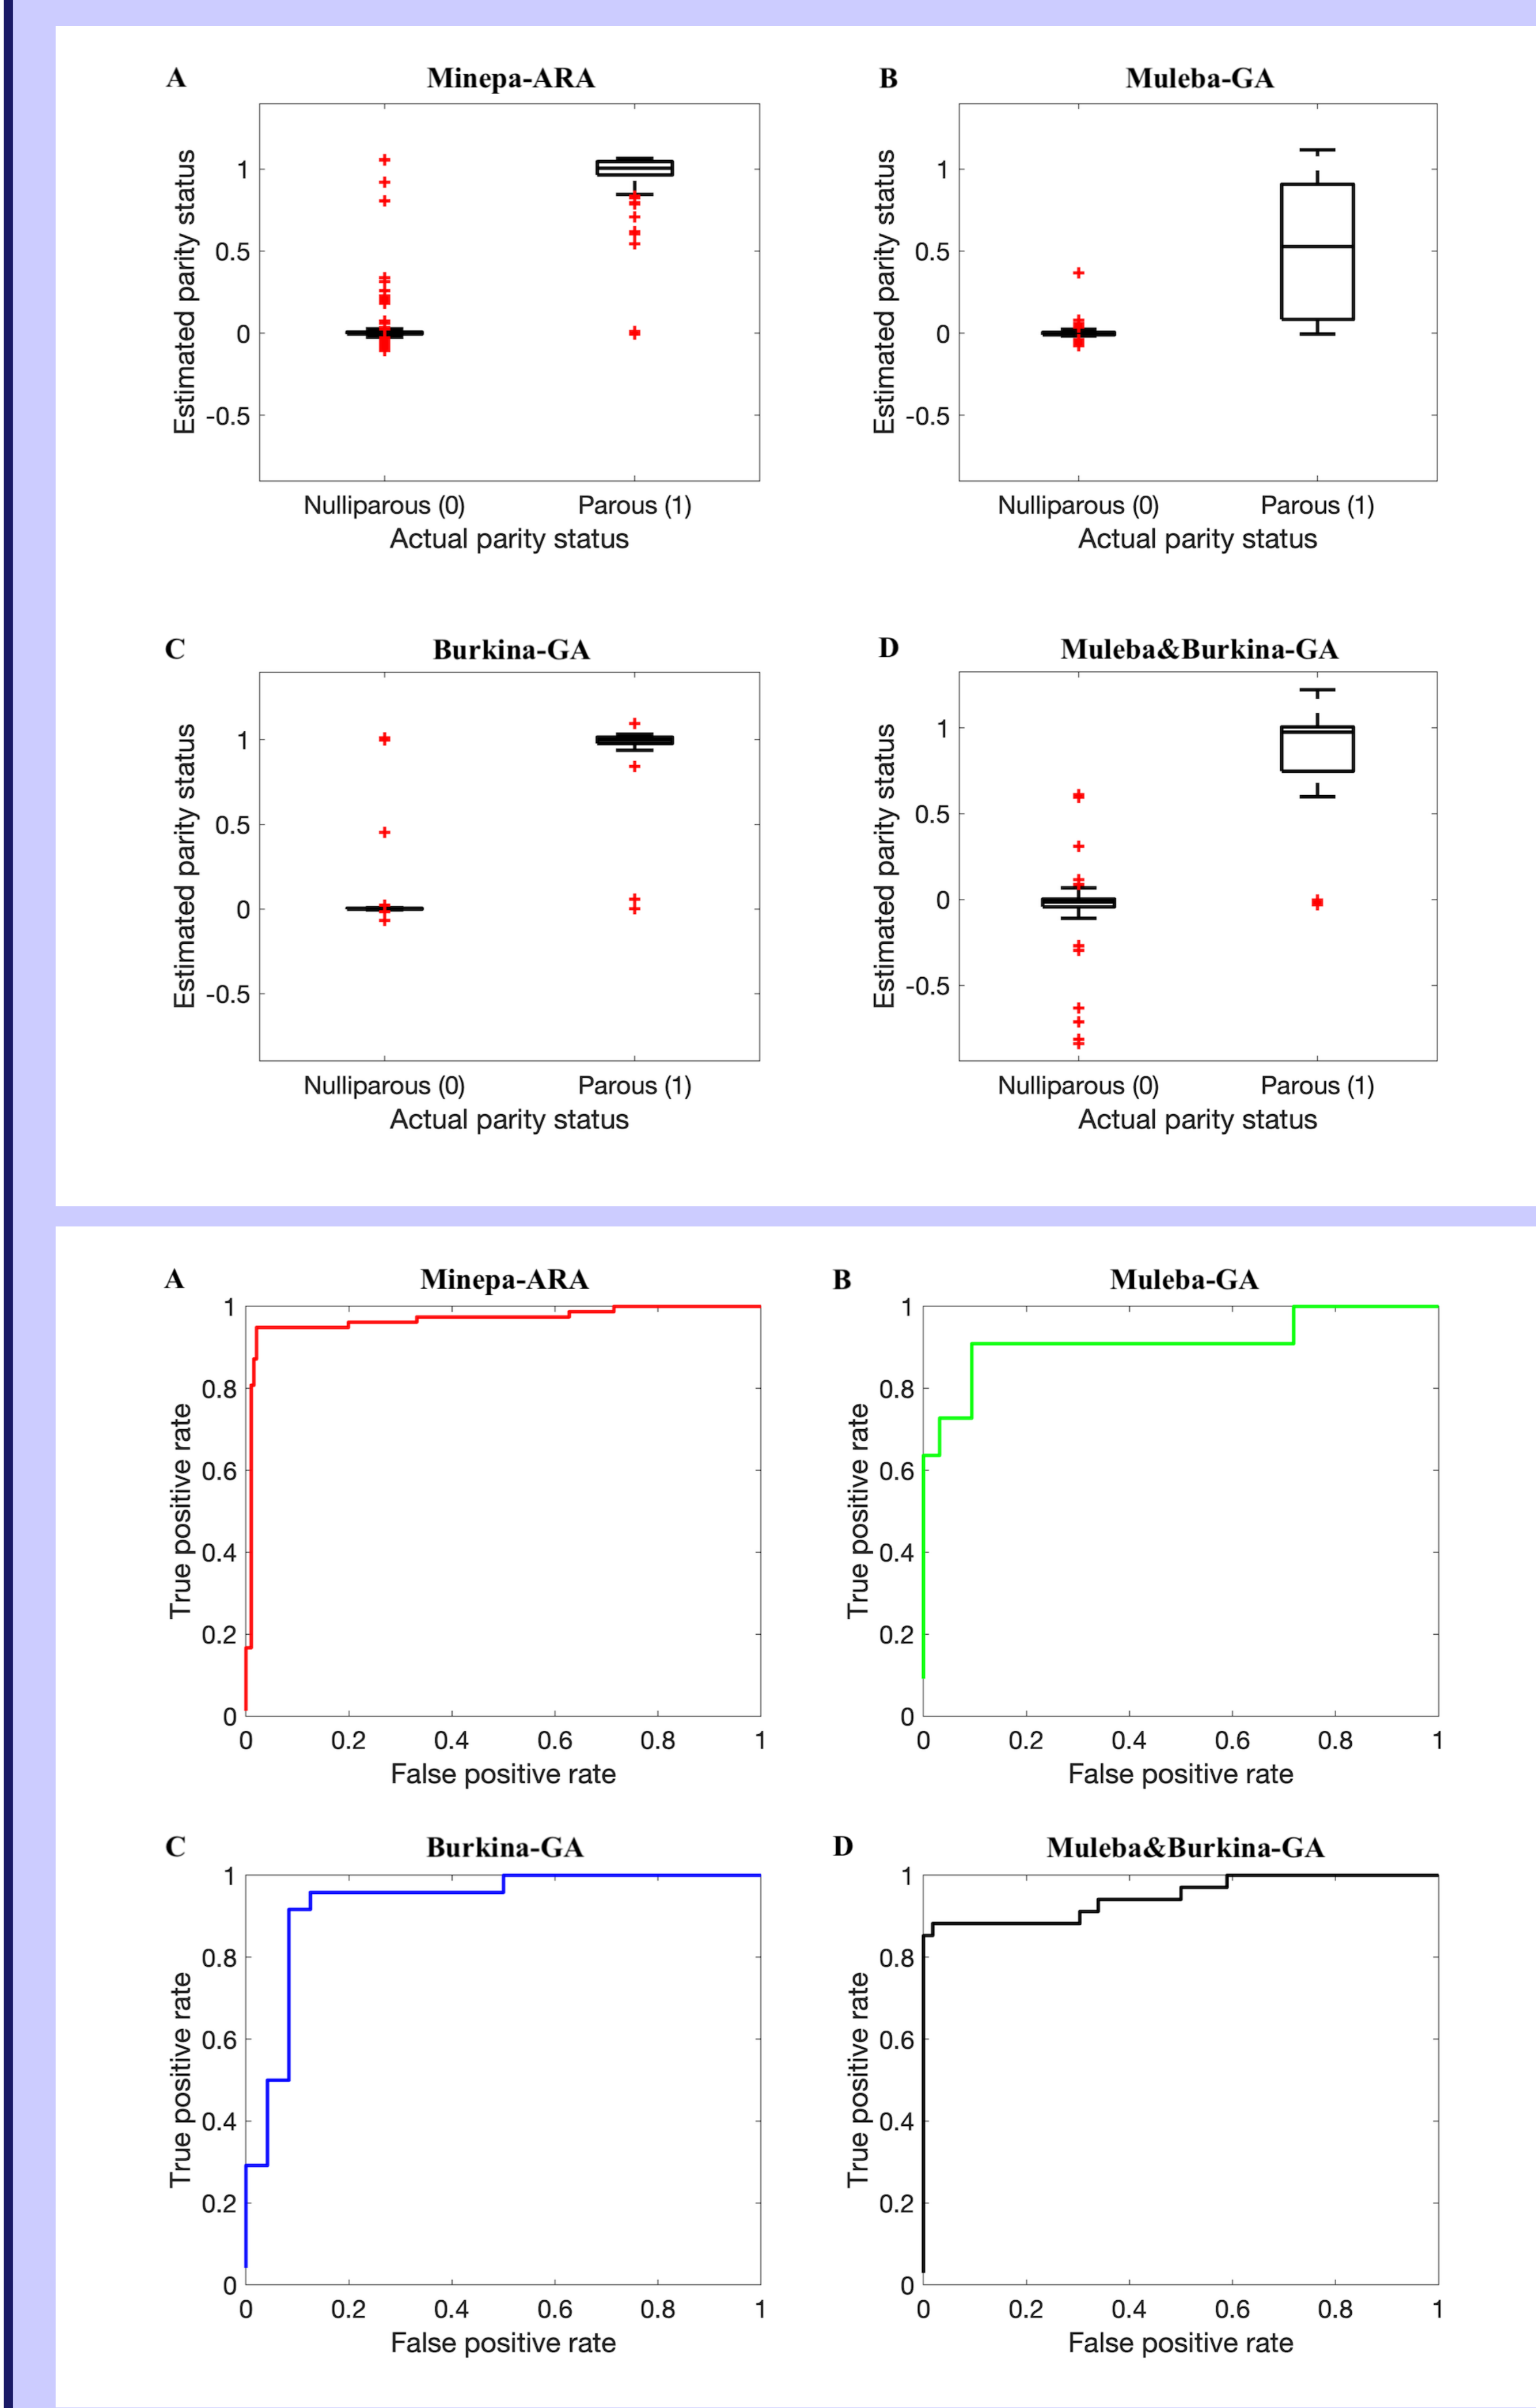 A Minepa-ARA
Estimated parity status
1
0.5
0
-0.5
Nulliparous (0) Parous (1)
Actual parity status
B Muleba-GA
Estimated parity status
1
0.5
0
-0.5
Nulliparous (0) Parous (1)
Actual parity status
C Burkina-GA
Estimated parity status
1
0.5
0
-0.5
Nulliparous (0) Parous (1)
Actual parity status
D Muleba&Burkina-GA
Estimated parity status
1
0.5
0
-0.5
Nulliparous (0) Parous (1)
Actual parity status
A Minepa-ARA
True positive rate
1
0.8
0.6
0.4
0.2
0
0 0.2 0.4 0.6 0.8 1
False positive rate
B Muleba-GA
True positive rate
1
0.8
0.6
0.4
0.2
0
0 0.2 0.4 0.6 0.8 1
False positive rate
C Burkina-GA
True positive rate
1
0.8
0.6
0.4
0.2
0
0 0.2 0.4 0.6 0.8 1
False positive rate
D Muleba&Burkina-GA
True positive rate
1
0.8
0.6
0.4
0.2
0
0 0.2 0.4 0.6 0.8 1
False positive rate